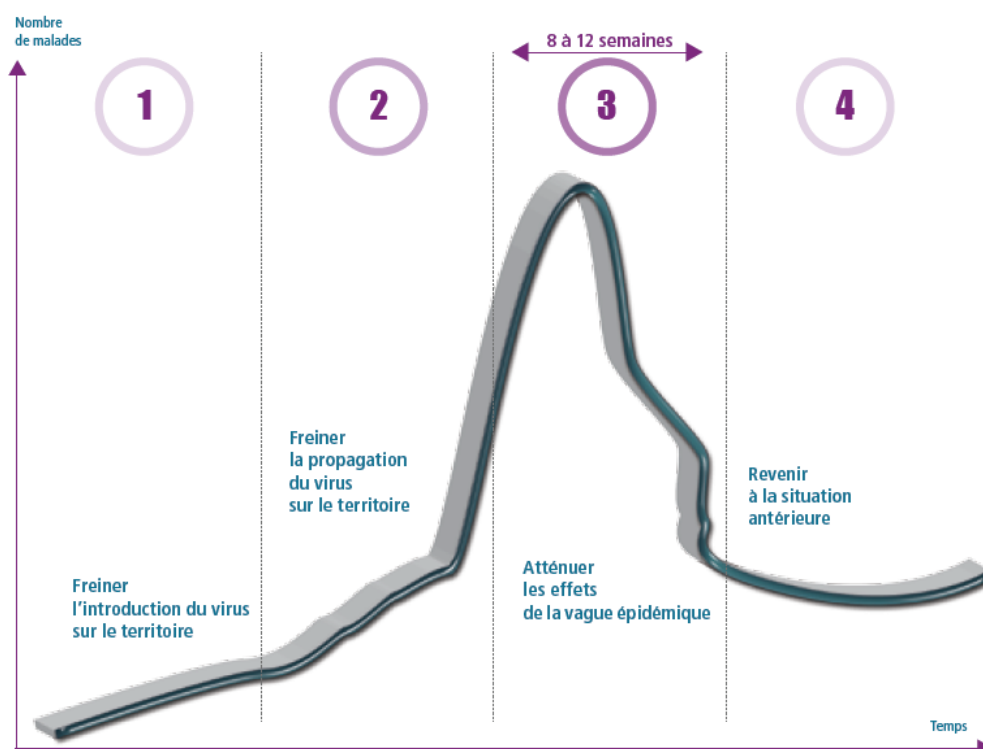 Nombre
de malades
8 à 12 semaines
1
2
3
4
Freiner
l'introduction du virus
sur le territoire
Freiner
la propagation
du virus
sur le territoire
Atténuer
les effets
de la vague épidémique
Revenir
à la situation
antérieure
Temps